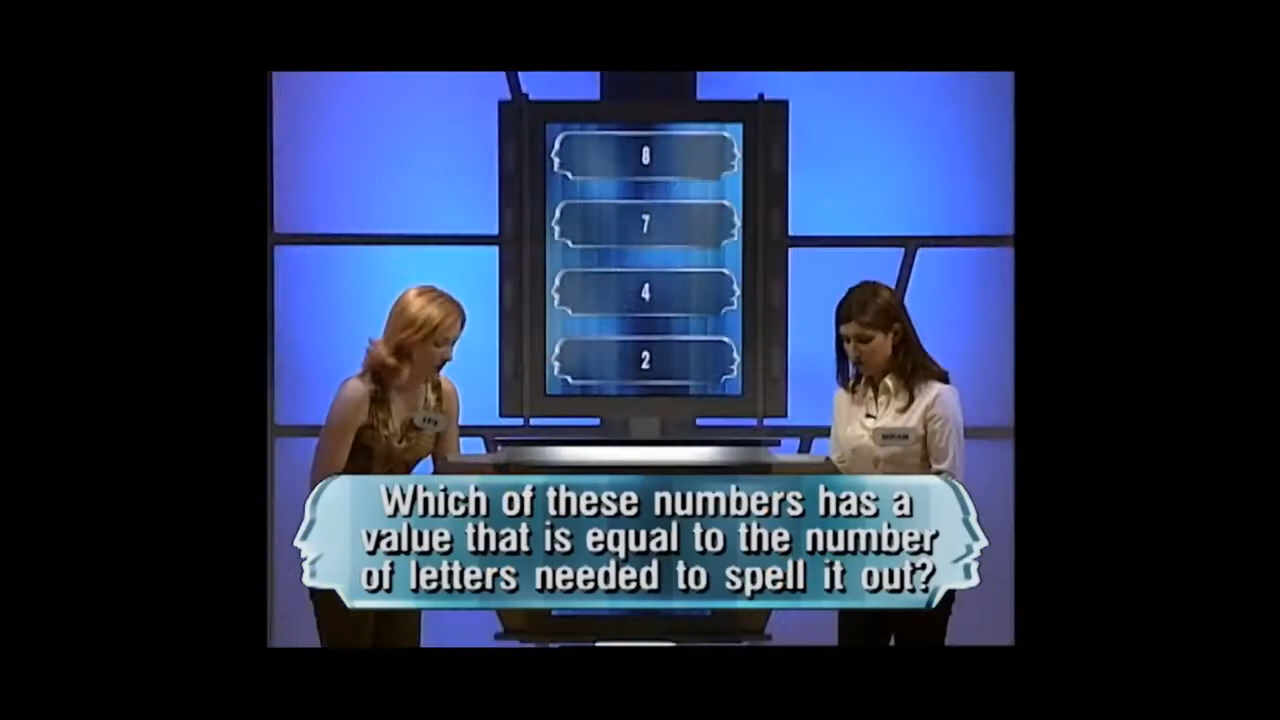 8
7
4
2
MIRIAM
Which of these numbers has a
value that is equal to the number
of letters needed to spell it out?